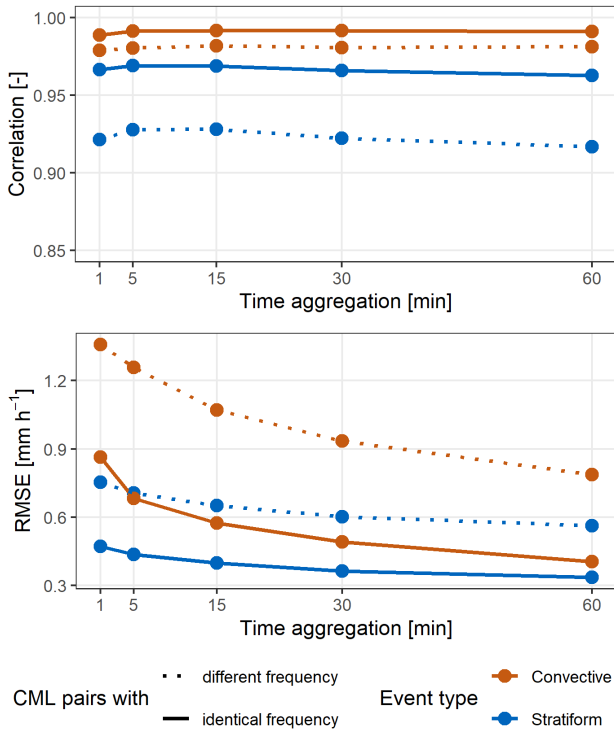 1.00
0.95
0.90
0.85
Correlation [-]
1 5 15 30 60
Time aggregation [min]
1.2
0.9
0.6
0.3
RMSE [mm h⁻¹]
1 5 15 30 60
Time aggregation [min]
CML pairs with
different frequency
identical frequency
Event type
Convective
Stratiform